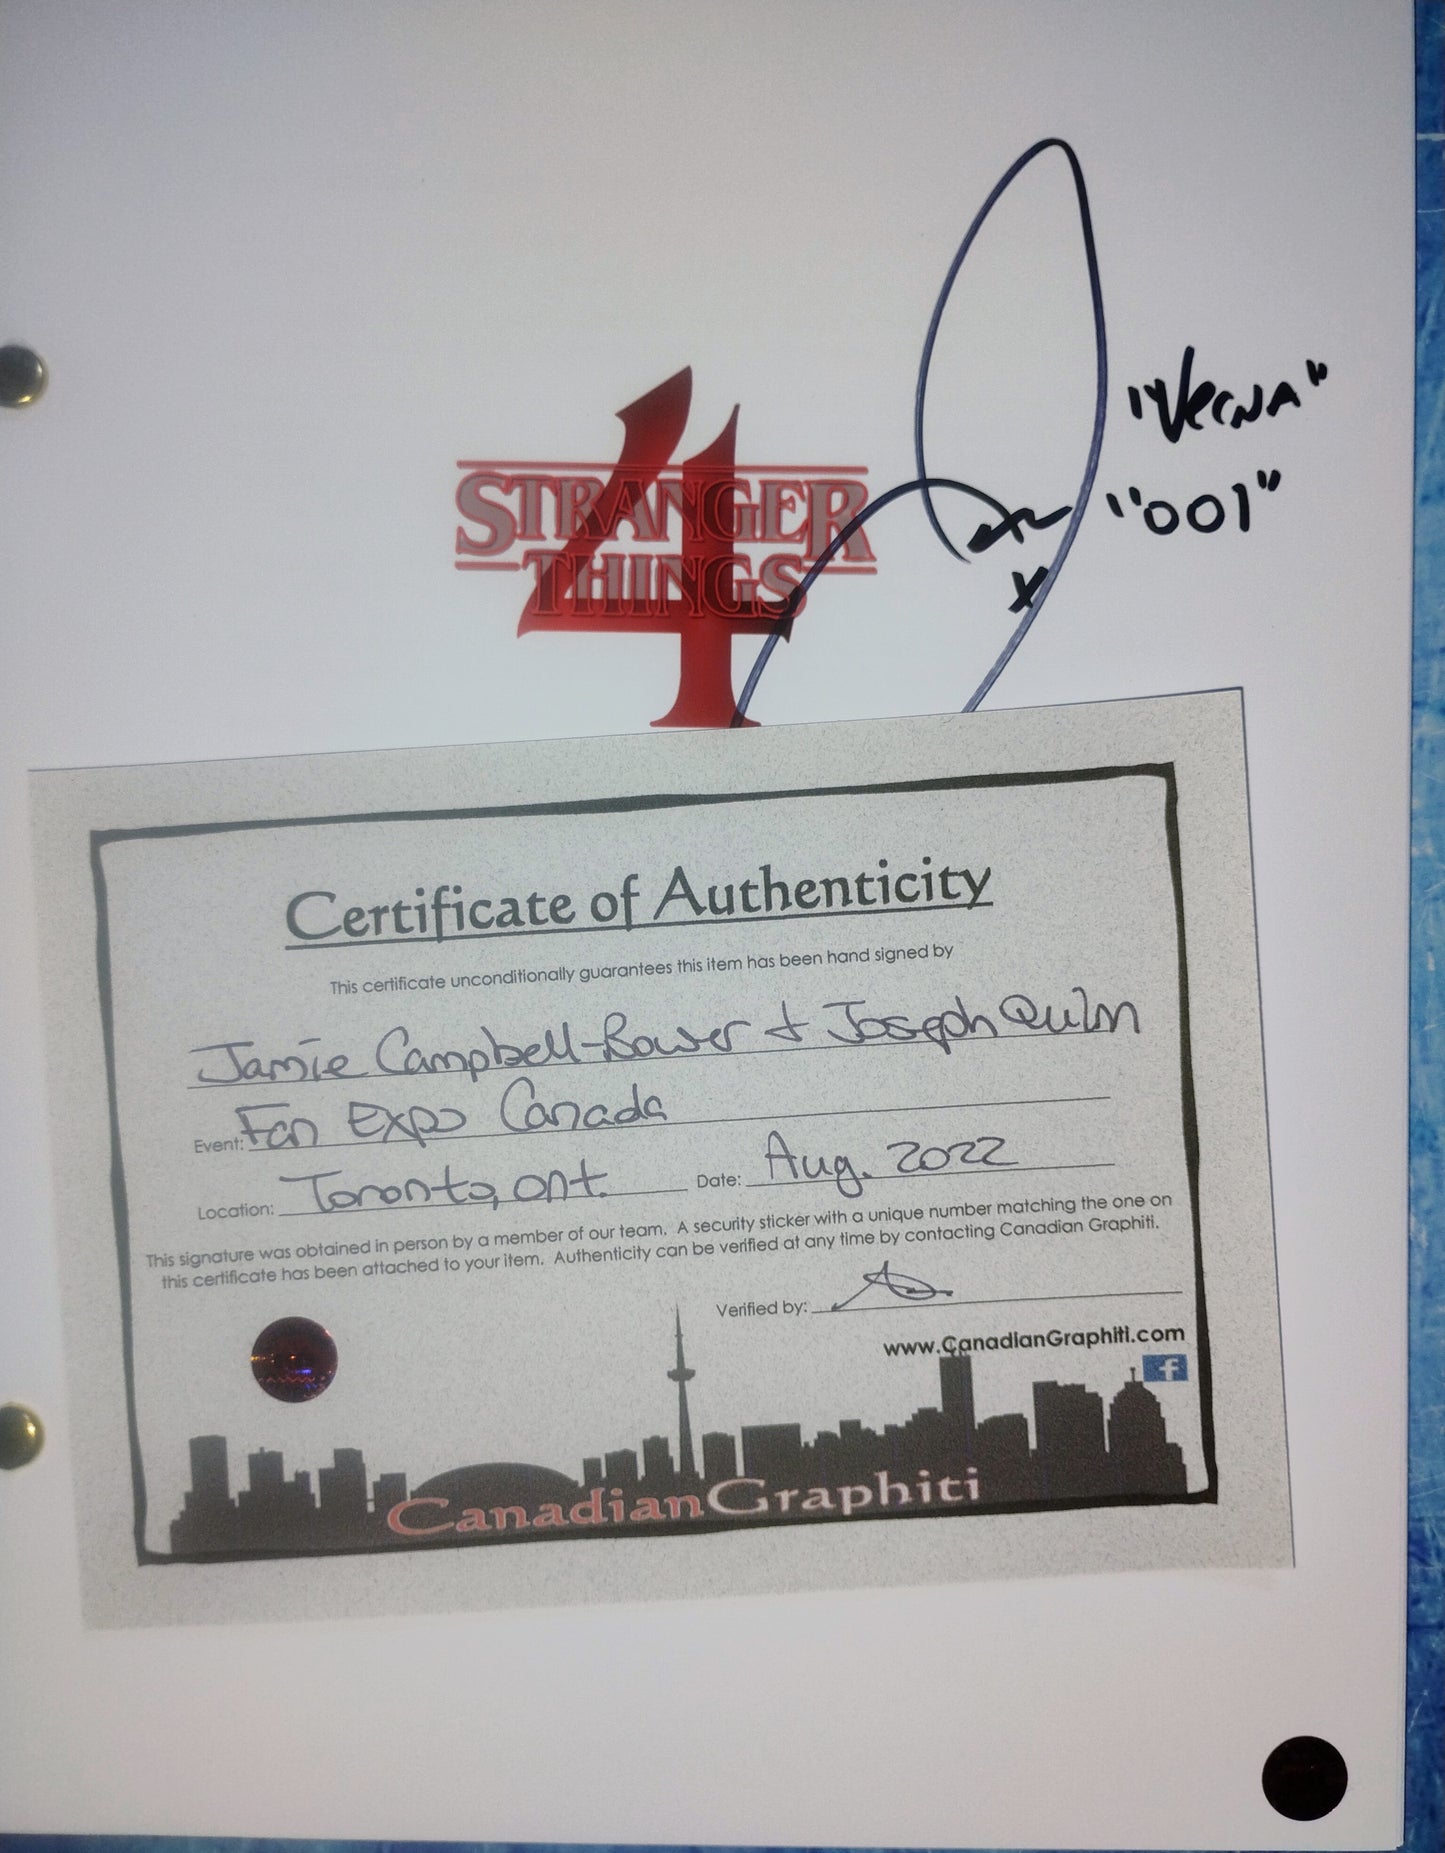 "VecNA"
"001"
x
4
STRANGER
THINGS
Certificate of Authenticity
This certificate unconditionally guarantees this item has been hand signed by
Jamie Campbell-Bower + Joseph Quinn
Event: Fan Expo Canada
Location: Toronto, Ont. Date: Aug. 2022
This signature was obtained in person by a member of our team. A security sticker with a unique number matching the one on
this certificate has been attached to your item. Authenticity can be verified at any time by contacting Canadian Graphiti.
Verified by:
www.CanadianGraphiti.com
f
CanadianGraphiti